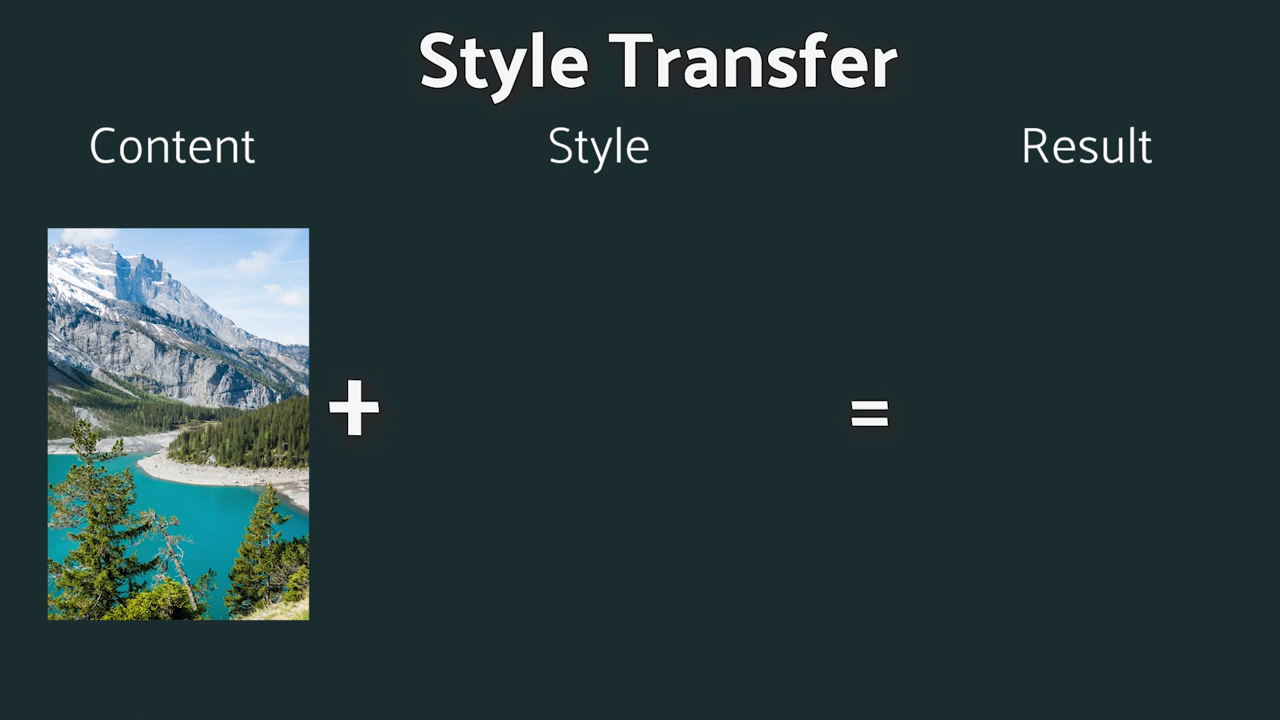 Style Transfer
Content
Style
Result
+
=